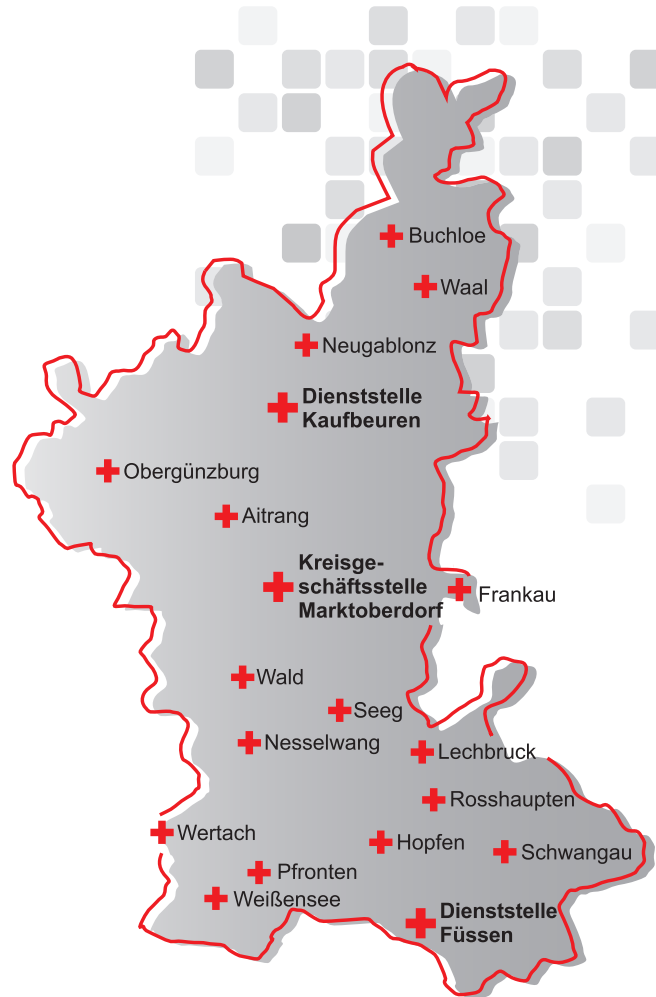 Buchloe
Waal
Neugablonz
Dienststelle
Kaufbeuren
Obergünzburg
Aitrang
Kreisge-
schäftsstelle
Marktoberdorf
Frankau
Wald
Seeg
Nesselwang
Lechbruck
Rosshaupten
Wertach
Hopfen
Schwangau
Pfronten
Weißensee
Dienststelle
Füssen